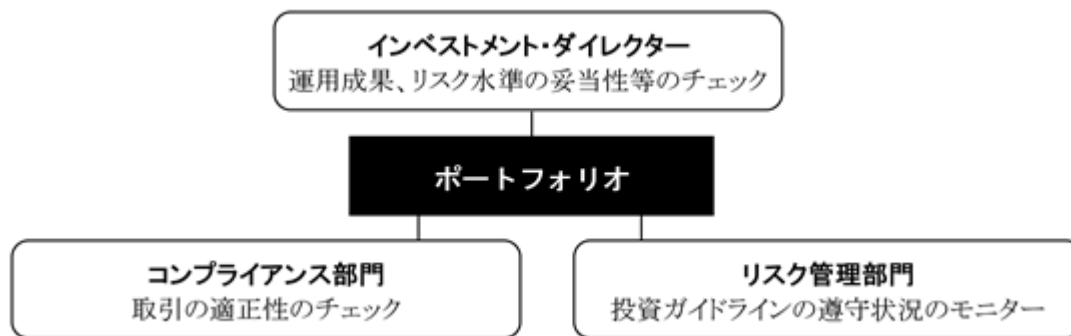 インベストメント・ダイレクター
運用成果、リスク水準の妥当性等のチェック
ポートフォリオ
コンプライアンス部門
取引の適正性のチェック
リスク管理部門
投資ガイドラインの遵守状況のモニター